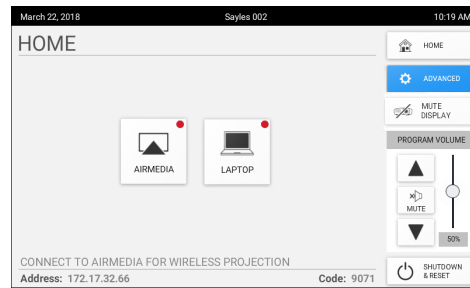 March 22, 2018 Sayles 002 10:19 AM
HOME
HOME
ADVANCED
MUTE
DISPLAY
PROGRAM VOLUME
AIRMEDIA LAPTOP
MUTE
50%
CONNECT TO AIRMEDIA FOR WIRELESS PROJECTION
Address: 172.17.32.66 Code: 9071
SHUTDOWN
& RESET